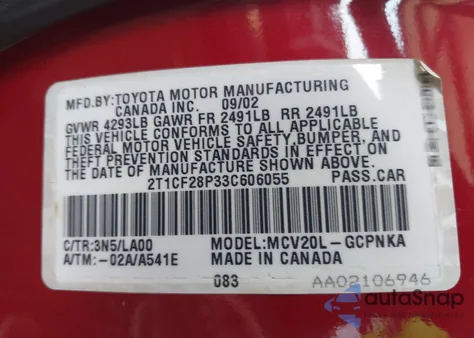 MFD.BY: TOYOTA MOTOR MANUFACTURING
CANADA INC. 09/02
GVWR 4293LB GAWR FR 2491LB RR 2491LB
THIS VEHICLE CONFORMS TO ALL APPLICABLE
FEDERAL MOTOR VEHICLE SAFETY,BUMPER, AND
THEFT PREVENTION STANDARDS IN EFFECT ON
THE DATE OF MANUFACTURE SHOWN ABOVE.
2T1CF28P33C606055 PASS.CAR
C/TR:3N5/LA00 MODEL:MCV20L-GCPNKA
A/TM:-02A/A541E MADE IN CANADA
083 AA02106946
autoSnap